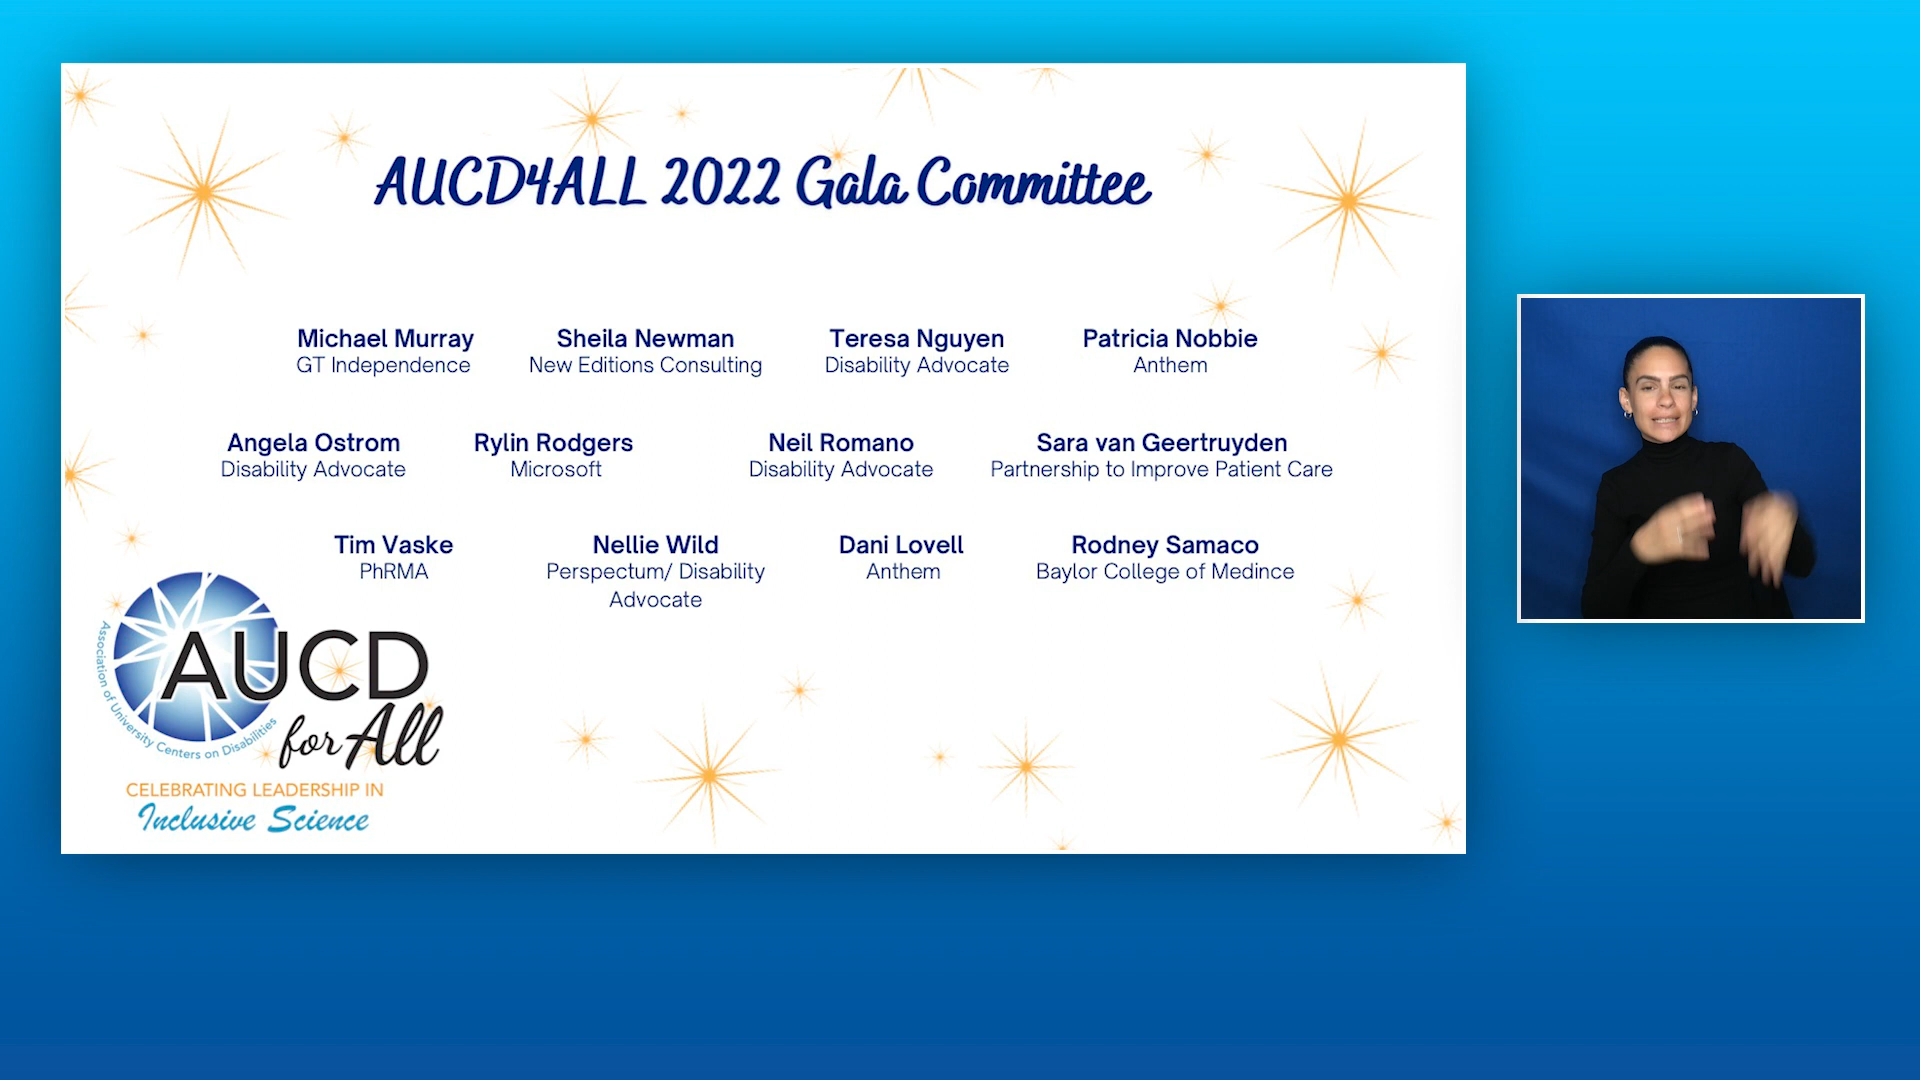 AUCD4ALL 2022 Gala Committee
Michael Murray
GT Independence
Sheila Newman
New Editions Consulting
Teresa Nguyen
Disability Advocate
Patricia Nobbie
Anthem
Angela Ostrom
Disability Advocate
Rylin Rodgers
Microsoft
Neil Romano
Disability Advocate
Sara van Geertruyden
Partnership to Improve Patient Care
Tim Vaske
PhRMA
Nellie Wild
Perspectum/ Disability
Advocate
Dani Lovell
Anthem
Rodney Samaco
Baylor College of Medince
AUCD
for All
Association of University Centers on Disabilities
CELEBRATING LEADERSHIP IN
Inclusive Science